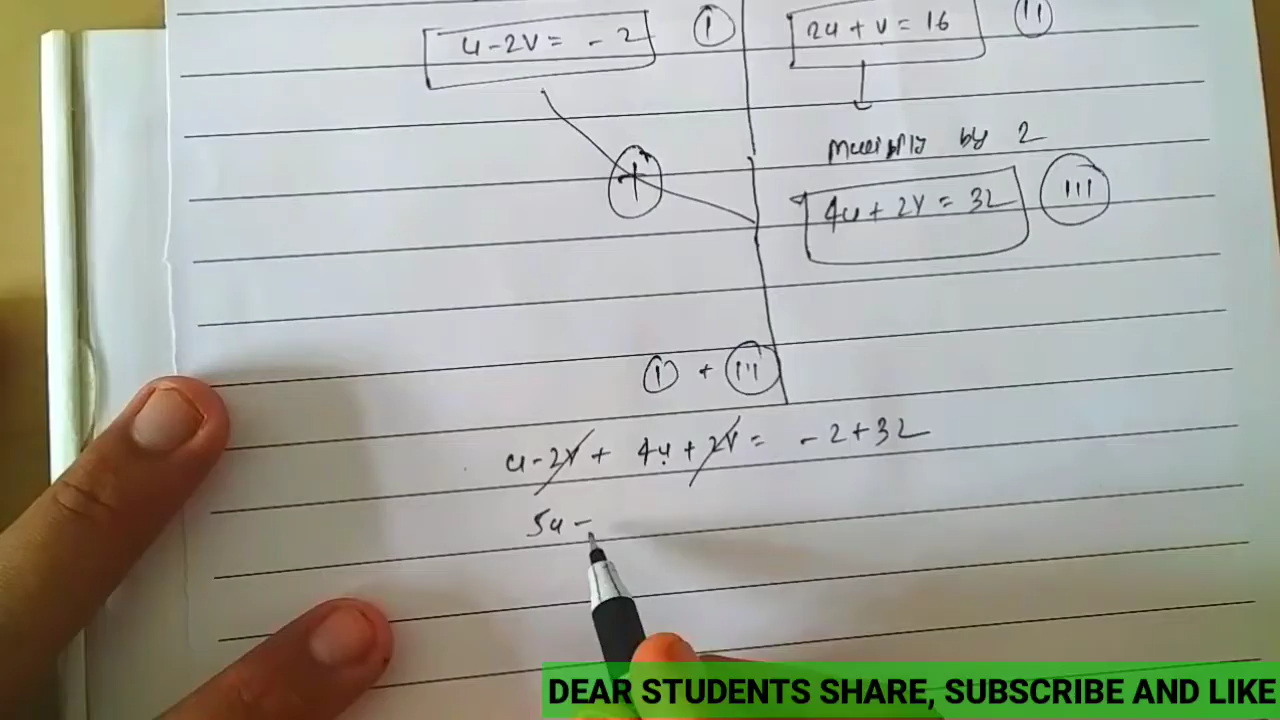 u-2v = -2 I
2u + v = 16 II
Multiply by 2
+
4u + 2v = 32 III
I + III
u-2v + 4u + 2v = -2+32
5u -
DEAR STUDENTS SHARE, SUBSCRIBE AND LIKE